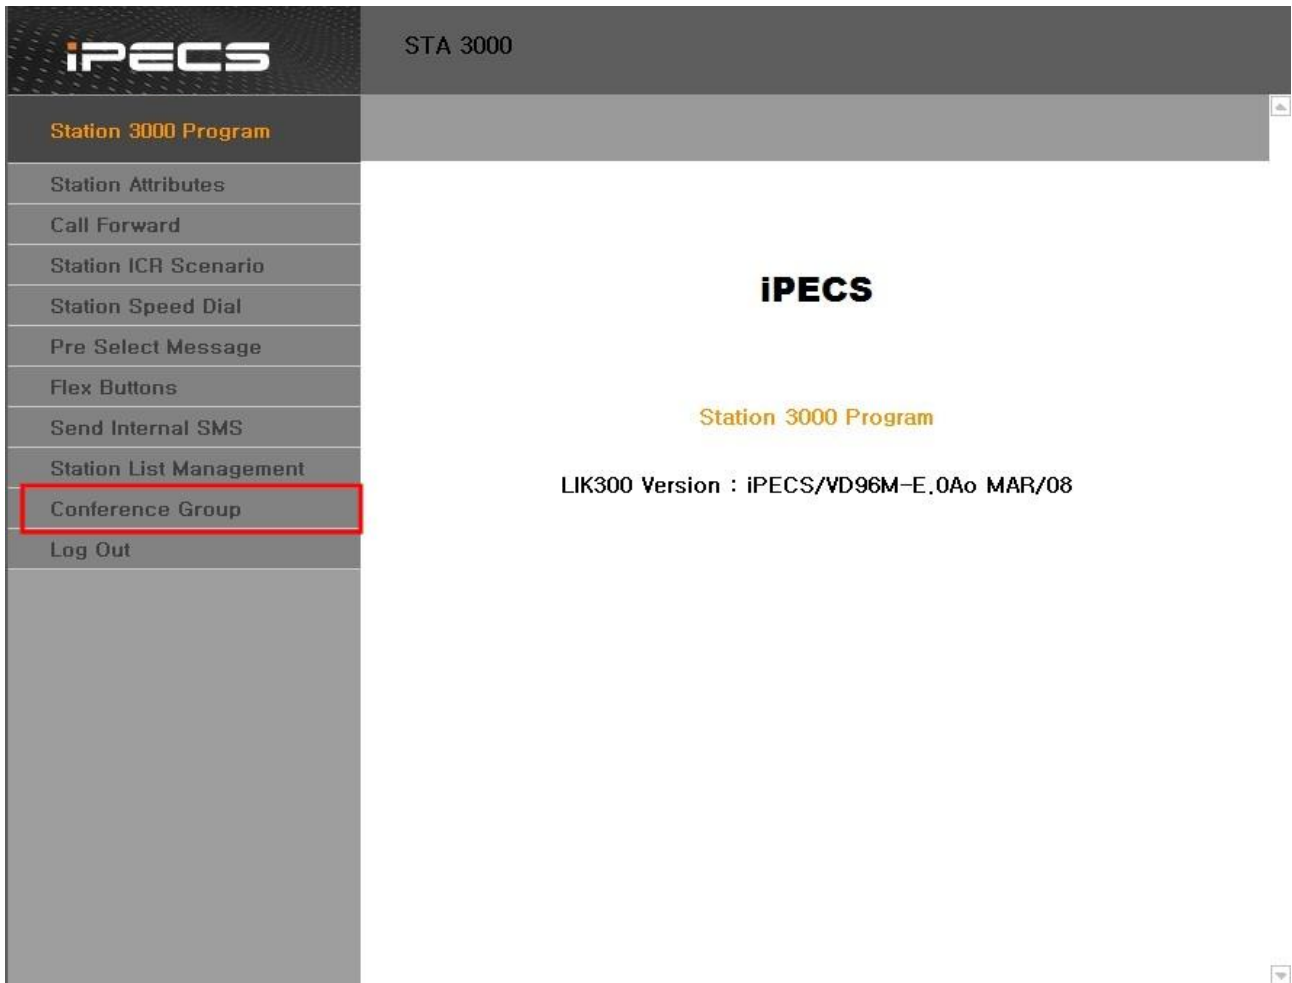 iPECS
STA 3000
Station 3000 Program
Station Attributes
Call Forward
Station ICR Scenario
Station Speed Dial
Pre Select Message
Flex Buttons
Send Internal SMS
Station List Management
Conference Group
Log Out
iPECS
Station 3000 Program
LIK300 Version : iPECS/VD96M-E.0Ao MAR/08